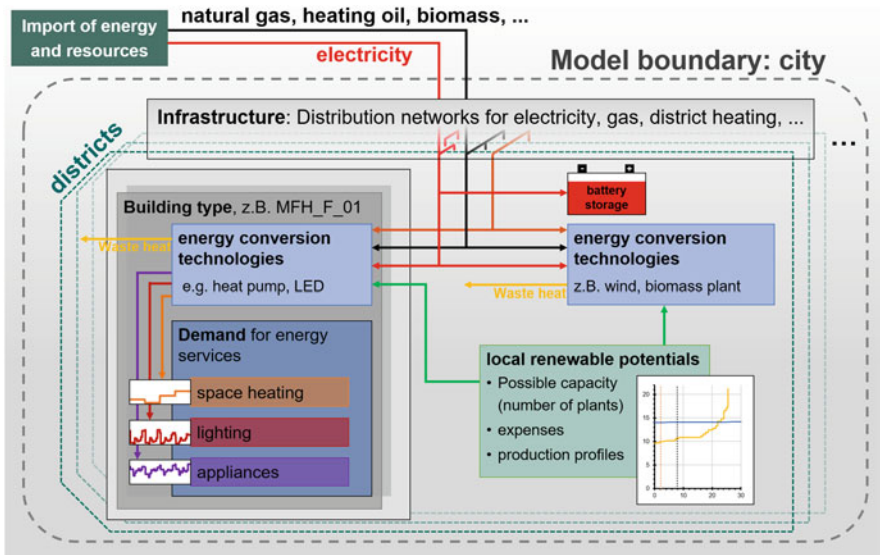 Import of energy
and resources
natural gas, heating oil, biomass, ...
electricity
Model boundary: city
Infrastructure: Distribution networks for electricity, gas, district heating, ...
...
districts
Building type, z.B. MFH_F_01
battery
storage
Waste heat
energy conversion
technologies
e.g. heat pump, LED
energy conversion
technologies
z.B. wind, biomass plant
Waste heat
Demand for energy
services
space heating
lighting
appliances
local renewable potentials
• Possible capacity
(number of plants)
• expenses
• production profiles
20
15
10
5
0
0 10 20 30